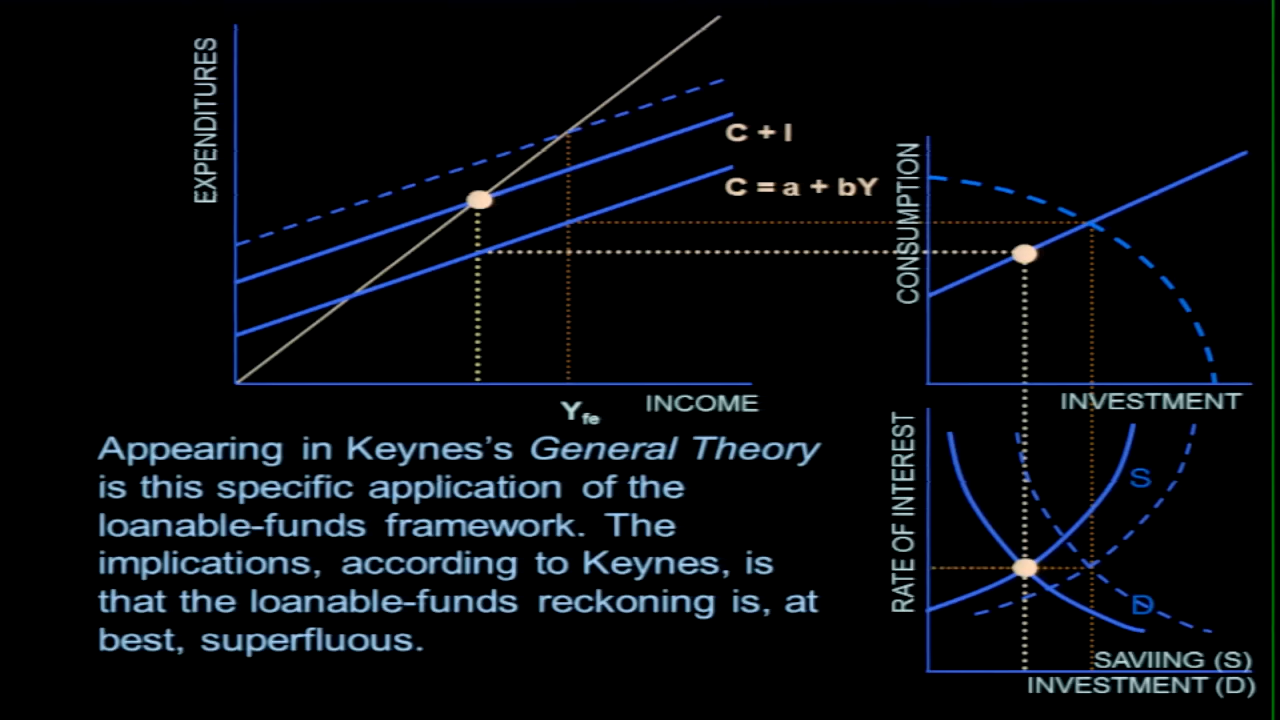 EXPENDITURES
C + I
C = a + bY
CONSUMPTION
Yfe
INCOME
INVESTMENT
Appearing in Keynes's General Theory
is this specific application of the
loanable-funds framework. The
implications, according to Keynes, is
that the loanable-funds reckoning is, at
best, superfluous.
RATE OF INTEREST
S
D
SAVIING (S)
INVESTMENT (D)